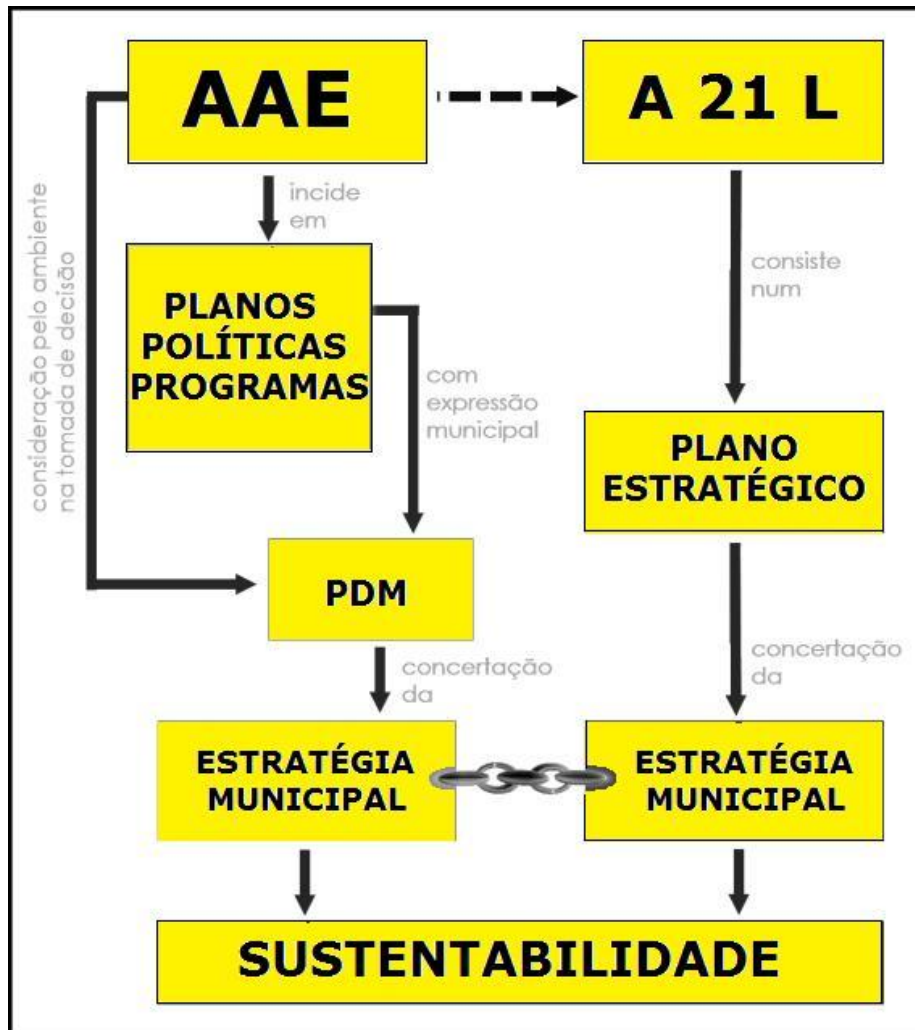 AAE
A 21 L
consideração pelo ambiente
na tomada de decisão
incide
em
PLANOS
POLÍTICAS
PROGRAMAS
com
expressão
municipal
consiste
num
PLANO
ESTRATÉGICO
PDM
concertação
da
concertação
da
ESTRATÉGIA
MUNICIPAL
ESTRATÉGIA
MUNICIPAL
SUSTENTABILIDADE